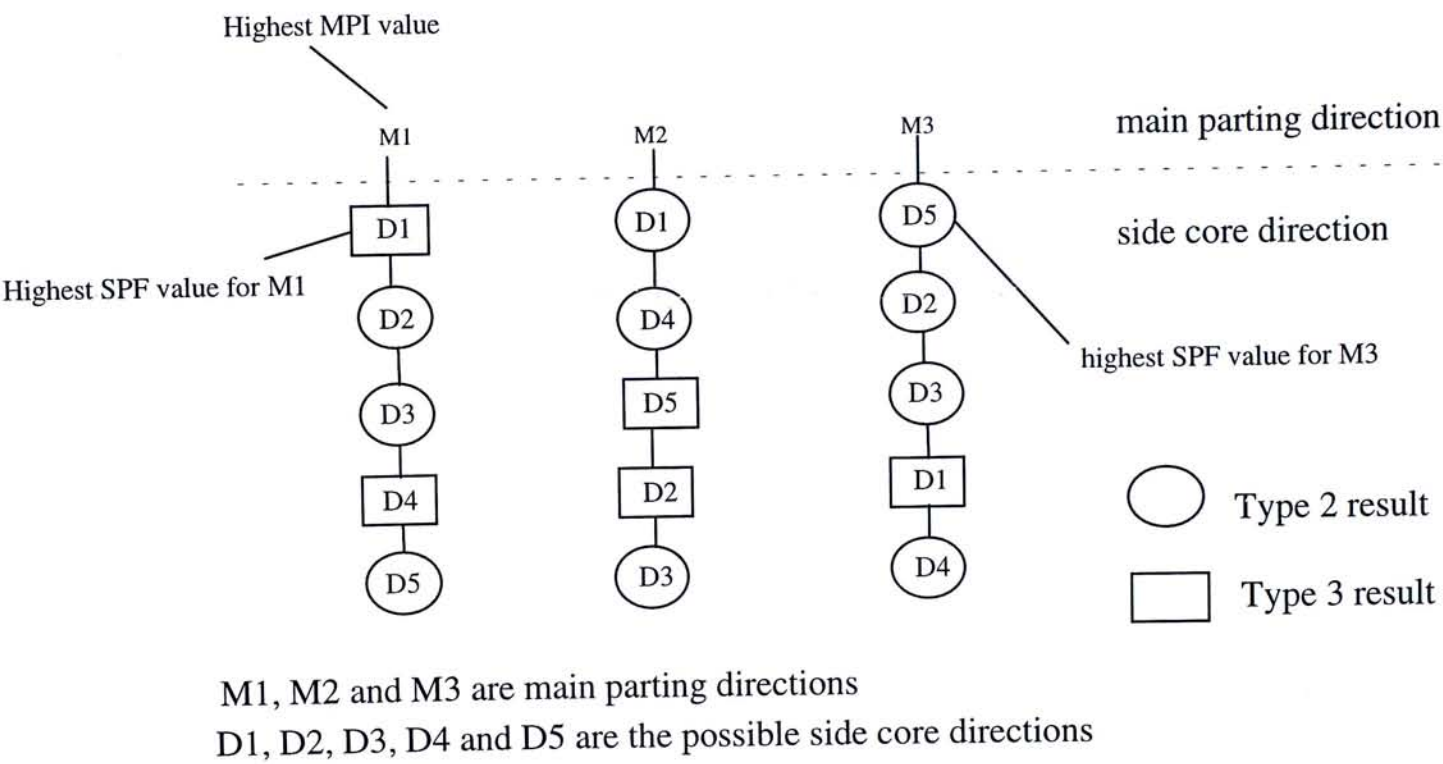 Highest MPI value
M1
M2
M3
main parting direction
D1
D1
D5
side core direction
Highest SPF value for M1
D2
D4
D2
highest SPF value for M3
D3
D5
D3
D4
D2
D1
Type 2 result
D5
D3
D4
Type 3 result
M1, M2 and M3 are main parting directions
D1, D2, D3, D4 and D5 are the possible side core directions